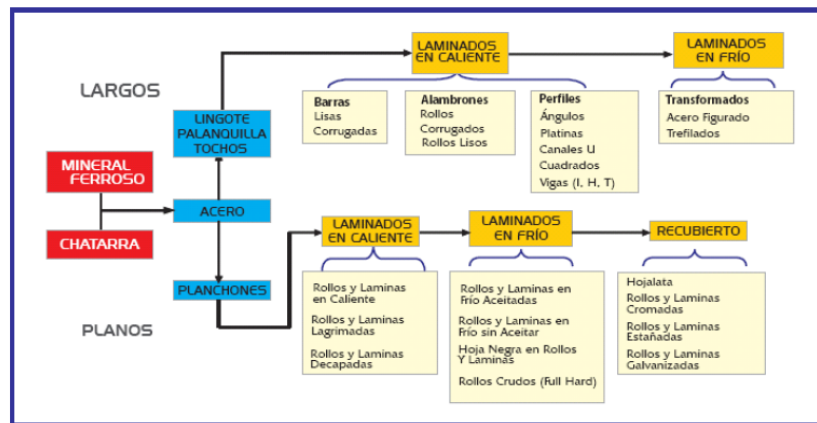 LARGOS
LAMINADOS
EN CALIENTE
LAMINADOS
EN FRÍO
Barras
Lisas
Corrugadas
Alambrones
Rollos
Corrugados
Rollos Lisos
Perfiles
Ángulos
Platinas
Canales U
Cuadrados
Vigas (I, H, T)
Transformados
Acero Figurado
Trefilados
LINGOTE
PALANQUILLA
TOCHOS
MINERAL
FERROSO
CHATARRA
ACERO
PLANCHONES
PLANOS
LAMINADOS
EN CALIENTE
LAMINADOS
EN FRÍO
RECUBIERTO
Rollos y Laminas
en Caliente
Rollos y Laminas
Lagrimadas
Rollos y Laminas
Decapadas
Rollos y Laminas en
Frío Aceitadas
Rollos y Laminas en
Frío sin Aceitar
Hoja Negra en Rollos
Y Laminas
Rollos Crudos (Full Hard)
Hojalata
Rollos y Laminas
Cromadas
Rollos y Laminas
Estañadas
Rollos y Laminas
Galvanizadas